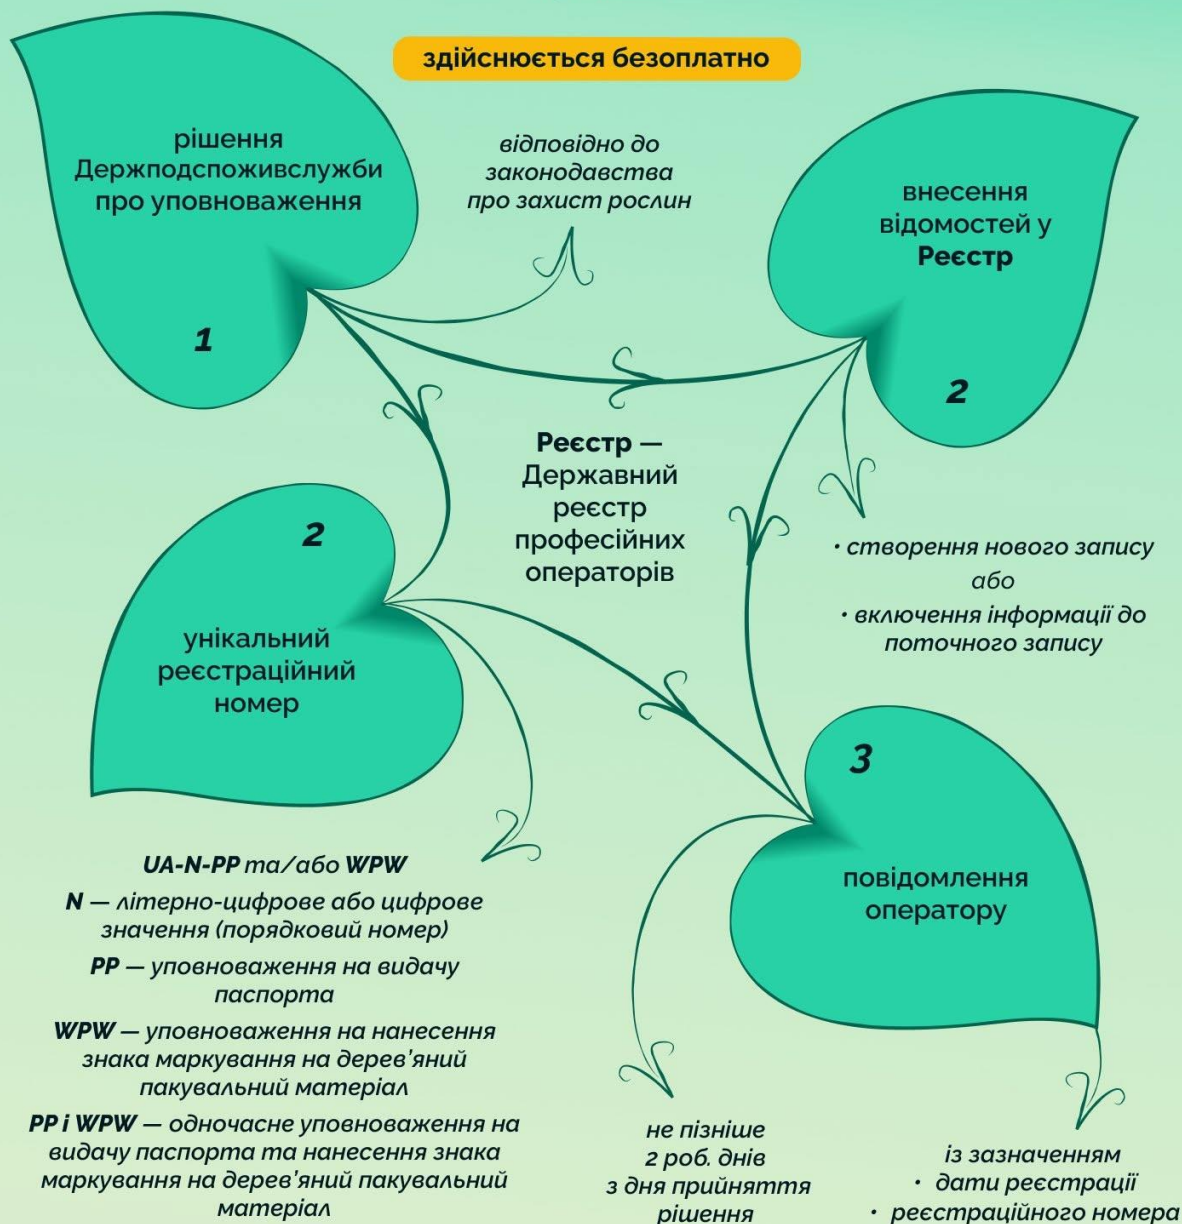 здійснюється безоплатно
рішення
Держподспоживслужби
про уповноваження
1
відповідно до
законодавства
про захист рослин
внесення
відомостей у
Реєстр
2
Реєстр —
Державний
реєстр
професійних
операторів
2
унікальний
реєстраційний
номер
• створення нового запису
або
• включення інформації до
поточного запису
3
повідомлення
оператору
UA-N-PP та/або WPW
N — літерно-цифрове або цифрове
значення (порядковий номер)
PP — уповноваження на видачу
паспорта
WPW — уповноваження на нанесення
знака маркування на дерев’яний
пакувальний матеріал
PP і WPW — одночасне уповноваження на
видачу паспорта та нанесення знака
маркування на дерев’яний пакувальний
матеріал
не пізніше
2 роб. днів
з дня прийняття
рішення
із зазначенням
• дати реєстрації
• реєстраційного номера